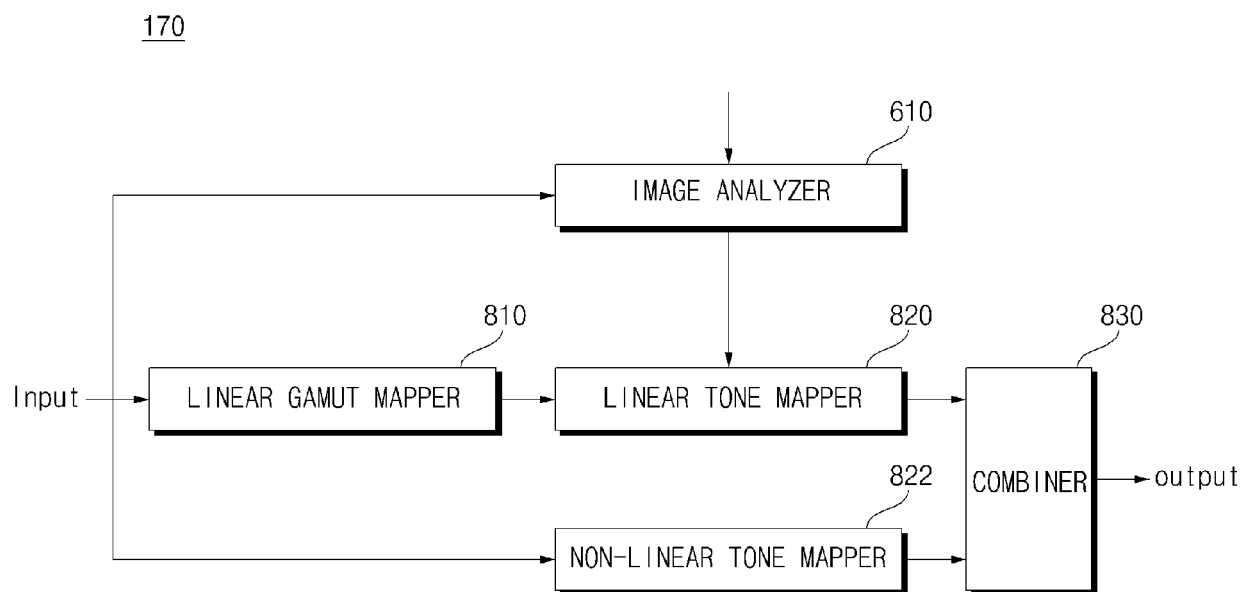 170
610
IMAGE ANALYZER
810
820
830
Input
LINEAR GAMUT MAPPER
LINEAR TONE MAPPER
COMBINER
output
822
NON-LINEAR TONE MAPPER